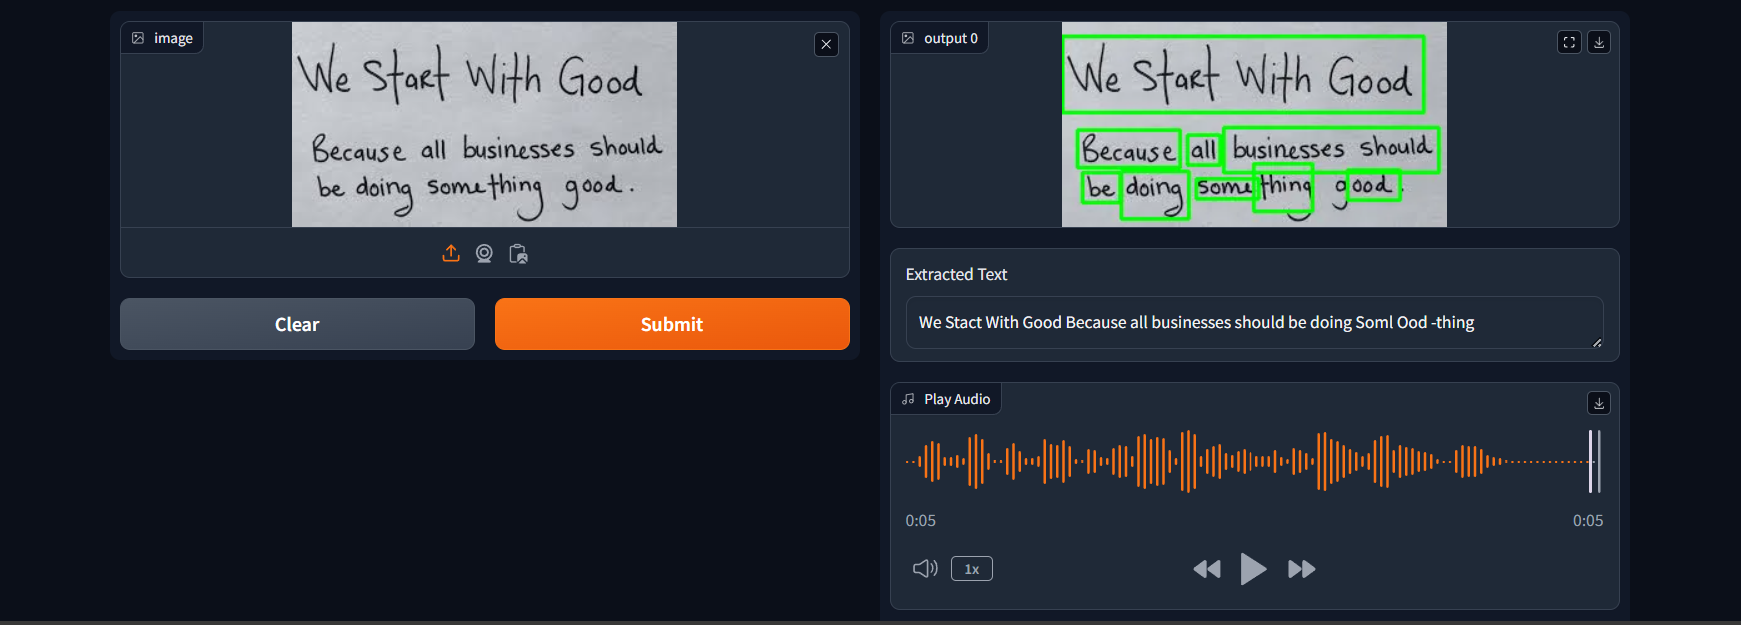 image
We Start With Good
Because all businesses should
be doing something good.
Clear
Submit
output 0
We Start With Good
Because all businesses should
be doing something good.
Extracted Text
We Start With Good Because all businesses should be doing Soml Ood -thing
Play Audio
0:05
0:05
1x